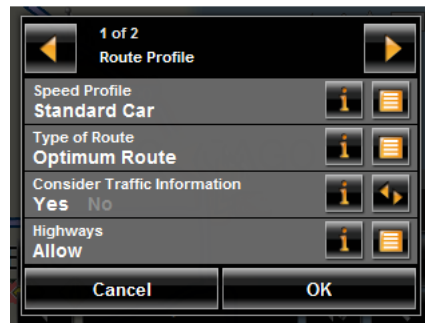 1 of 2
Route Profile
Speed Profile
Standard Car
Type of Route
Optimum Route
Consider Traffic Information
Yes No
Highways
Allow
Cancel OK